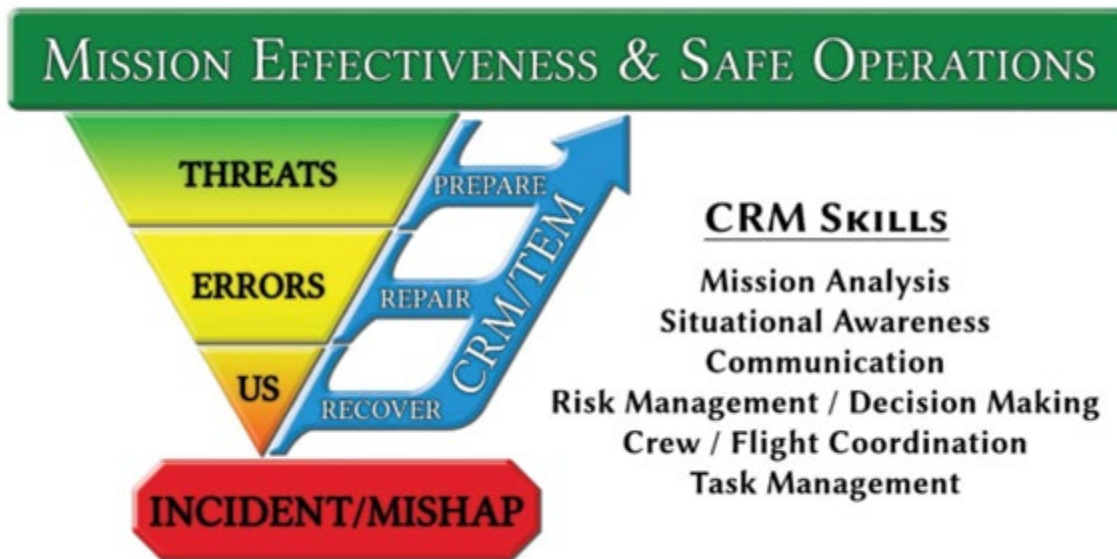 MISSION EFFECTIVENESS & SAFE OPERATIONS
THREATS
PREPARE
ERRORS
REPAIR
US
RECOVER
CRM/TEM
INCIDENT/MISHAP
CRM SKILLS
Mission Analysis
Situational Awareness
Communication
Risk Management / Decision Making
Crew / Flight Coordination
Task Management